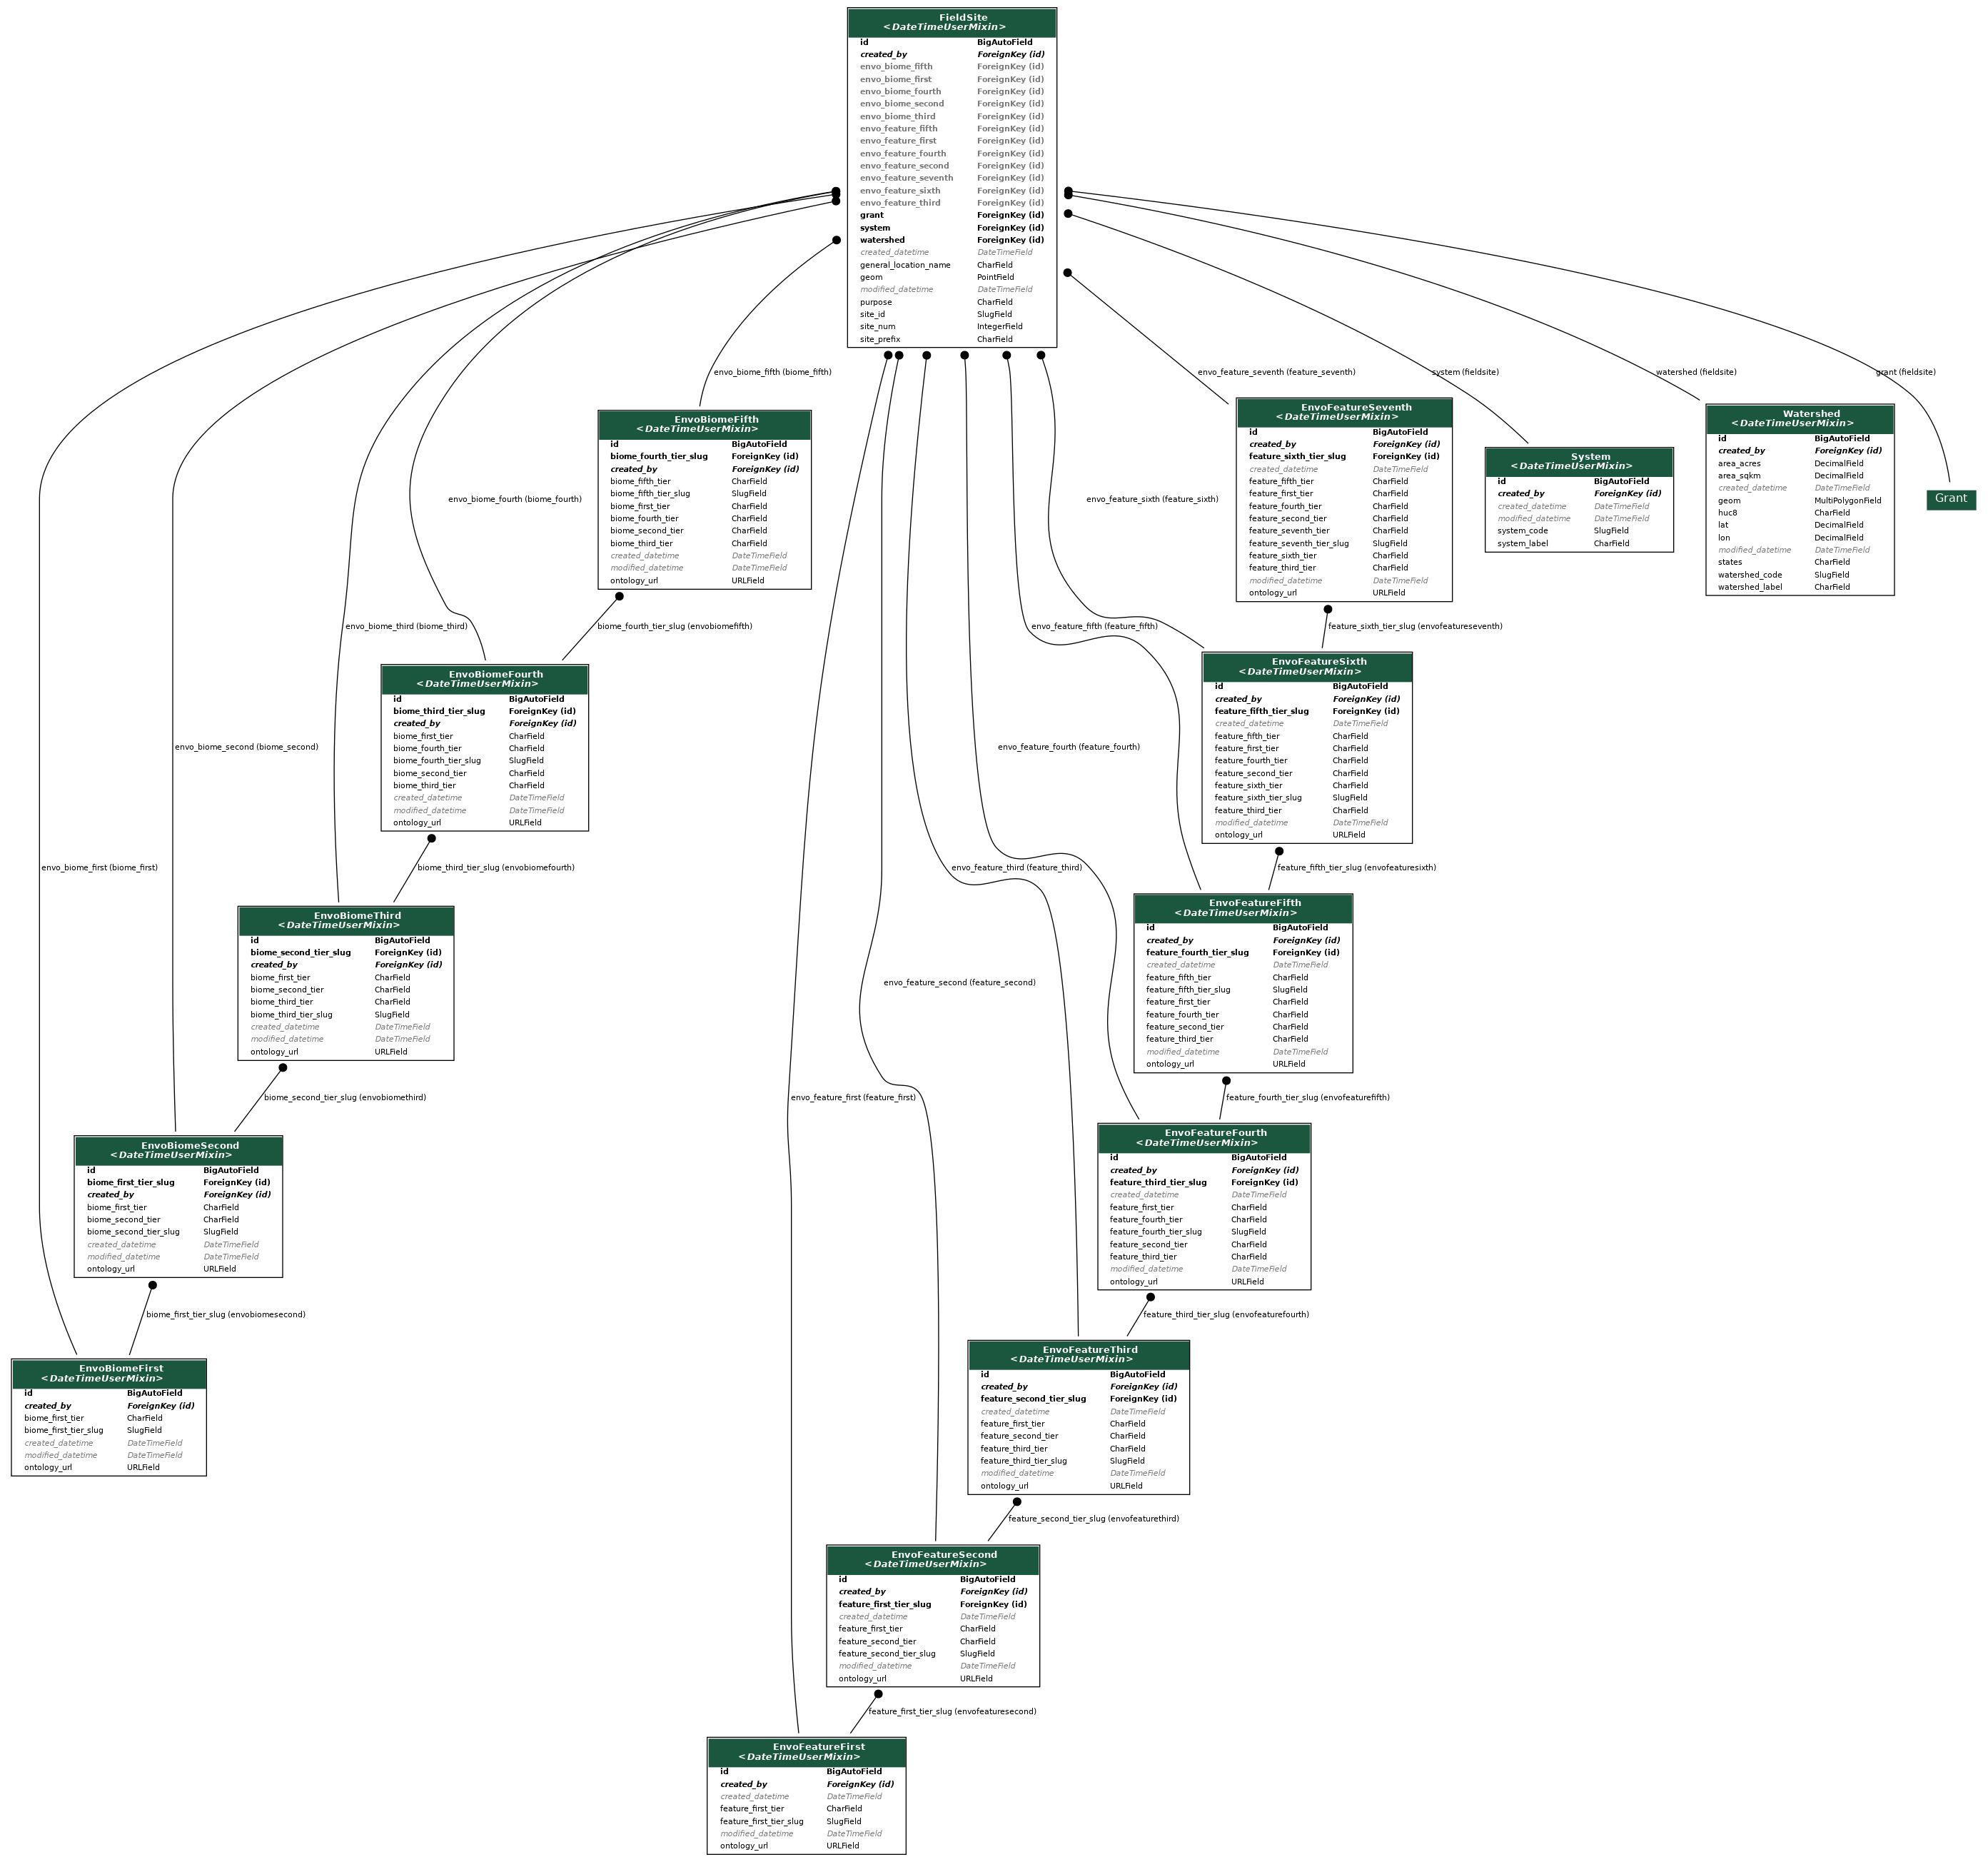 FieldSite
<DateTimeUserMixin>
id BigAutoField
created_by ForeignKey (id)
envo_biome_fifth ForeignKey (id)
envo_biome_first ForeignKey (id)
envo_biome_fourth ForeignKey (id)
envo_biome_second ForeignKey (id)
envo_biome_third ForeignKey (id)
envo_feature_fifth ForeignKey (id)
envo_feature_first ForeignKey (id)
envo_feature_fourth ForeignKey (id)
envo_feature_second ForeignKey (id)
envo_feature_seventh ForeignKey (id)
envo_feature_sixth ForeignKey (id)
envo_feature_third ForeignKey (id)
grant ForeignKey (id)
system ForeignKey (id)
watershed ForeignKey (id)
created_datetime DateTimeField
general_location_name CharField
geom PointField
modified_datetime DateTimeField
purpose CharField
site_id SlugField
site_num IntegerField
site_prefix CharField
envo_biome_fifth (biome_fifth)
envo_feature_seventh (feature_seventh)
system (fieldsite)
watershed (fieldsite)
grant (fieldsite)
EnvoBiomeFifth
<DateTimeUserMixin>
id BigAutoField
biome_fourth_tier_slug ForeignKey (id)
created_by ForeignKey (id)
biome_fifth_tier CharField
biome_fifth_tier_slug SlugField
biome_first_tier CharField
biome_fourth_tier CharField
biome_second_tier CharField
biome_third_tier CharField
created_datetime DateTimeField
modified_datetime DateTimeField
ontology_url URLField
EnvoFeatureSeventh
<DateTimeUserMixin>
id BigAutoField
created_by ForeignKey (id)
feature_sixth_tier_slug ForeignKey (id)
created_datetime DateTimeField
feature_fifth_tier CharField
feature_first_tier CharField
feature_fourth_tier CharField
feature_second_tier CharField
feature_seventh_tier CharField
feature_seventh_tier_slug SlugField
feature_sixth_tier CharField
feature_third_tier CharField
modified_datetime DateTimeField
ontology_url URLField
System
<DateTimeUserMixin>
id BigAutoField
created_by ForeignKey (id)
created_datetime DateTimeField
modified_datetime DateTimeField
system_code SlugField
system_label CharField
Watershed
<DateTimeUserMixin>
id BigAutoField
created_by ForeignKey (id)
area_acres DecimalField
area_sqkm DecimalField
created_datetime DateTimeField
geom MultiPolygonField
huc8 CharField
lat DecimalField
lon DecimalField
modified_datetime DateTimeField
states CharField
watershed_code SlugField
watershed_label CharField
Grant
envo_biome_fourth (biome_fourth)
envo_feature_sixth (feature_sixth)
envo_biome_third (biome_third)
biome_fourth_tier_slug (envobiomefifth)
envo_feature_fifth (feature_fifth)
feature_sixth_tier_slug (envofeatureseventh)
EnvoBiomeFourth
<DateTimeUserMixin>
id BigAutoField
biome_third_tier_slug ForeignKey (id)
created_by ForeignKey (id)
biome_first_tier CharField
biome_fourth_tier CharField
biome_fourth_tier_slug SlugField
biome_second_tier CharField
biome_third_tier CharField
created_datetime DateTimeField
modified_datetime DateTimeField
ontology_url URLField
EnvoFeatureSixth
<DateTimeUserMixin>
id BigAutoField
created_by ForeignKey (id)
feature_fifth_tier_slug ForeignKey (id)
created_datetime DateTimeField
feature_fifth_tier CharField
feature_first_tier CharField
feature_fourth_tier CharField
feature_second_tier CharField
feature_sixth_tier CharField
feature_sixth_tier_slug SlugField
feature_third_tier CharField
modified_datetime DateTimeField
ontology_url URLField
envo_biome_second (biome_second)
envo_feature_fourth (feature_fourth)
envo_biome_first (biome_first)
biome_third_tier_slug (envobiomefourth)
envo_feature_third (feature_third)
feature_fifth_tier_slug (envofeaturesixth)
EnvoBiomeThird
<DateTimeUserMixin>
id BigAutoField
biome_second_tier_slug ForeignKey (id)
created_by ForeignKey (id)
biome_first_tier CharField
biome_second_tier CharField
biome_third_tier CharField
biome_third_tier_slug SlugField
created_datetime DateTimeField
modified_datetime DateTimeField
ontology_url URLField
EnvoFeatureFifth
<DateTimeUserMixin>
id BigAutoField
created_by ForeignKey (id)
feature_fourth_tier_slug ForeignKey (id)
created_datetime DateTimeField
feature_fifth_tier CharField
feature_fifth_tier_slug SlugField
feature_first_tier CharField
feature_fourth_tier CharField
feature_second_tier CharField
feature_third_tier CharField
modified_datetime DateTimeField
ontology_url URLField
envo_feature_second (feature_second)
biome_second_tier_slug (envobiomethird)
envo_feature_first (feature_first)
feature_fourth_tier_slug (envofeaturefifth)
EnvoBiomeSecond
<DateTimeUserMixin>
id BigAutoField
biome_first_tier_slug ForeignKey (id)
created_by ForeignKey (id)
biome_first_tier CharField
biome_second_tier CharField
biome_second_tier_slug SlugField
created_datetime DateTimeField
modified_datetime DateTimeField
ontology_url URLField
EnvoFeatureFourth
<DateTimeUserMixin>
id BigAutoField
created_by ForeignKey (id)
feature_third_tier_slug ForeignKey (id)
created_datetime DateTimeField
feature_first_tier CharField
feature_fourth_tier CharField
feature_fourth_tier_slug SlugField
feature_second_tier CharField
feature_third_tier CharField
modified_datetime DateTimeField
ontology_url URLField
biome_first_tier_slug (envobiomesecond)
feature_third_tier_slug (envofeaturefourth)
EnvoBiomeFirst
<DateTimeUserMixin>
id BigAutoField
created_by ForeignKey (id)
biome_first_tier CharField
biome_first_tier_slug SlugField
created_datetime DateTimeField
modified_datetime DateTimeField
ontology_url URLField
EnvoFeatureThird
<DateTimeUserMixin>
id BigAutoField
created_by ForeignKey (id)
feature_second_tier_slug ForeignKey (id)
created_datetime DateTimeField
feature_first_tier CharField
feature_second_tier CharField
feature_third_tier CharField
feature_third_tier_slug SlugField
modified_datetime DateTimeField
ontology_url URLField
feature_second_tier_slug (envofeaturethird)
EnvoFeatureSecond
<DateTimeUserMixin>
id BigAutoField
created_by ForeignKey (id)
feature_first_tier_slug ForeignKey (id)
created_datetime DateTimeField
feature_first_tier CharField
feature_second_tier CharField
feature_second_tier_slug SlugField
modified_datetime DateTimeField
ontology_url URLField
feature_first_tier_slug (envofeaturesecond)
EnvoFeatureFirst
<DateTimeUserMixin>
id BigAutoField
created_by ForeignKey (id)
created_datetime DateTimeField
feature_first_tier CharField
feature_first_tier_slug SlugField
modified_datetime DateTimeField
ontology_url URLField